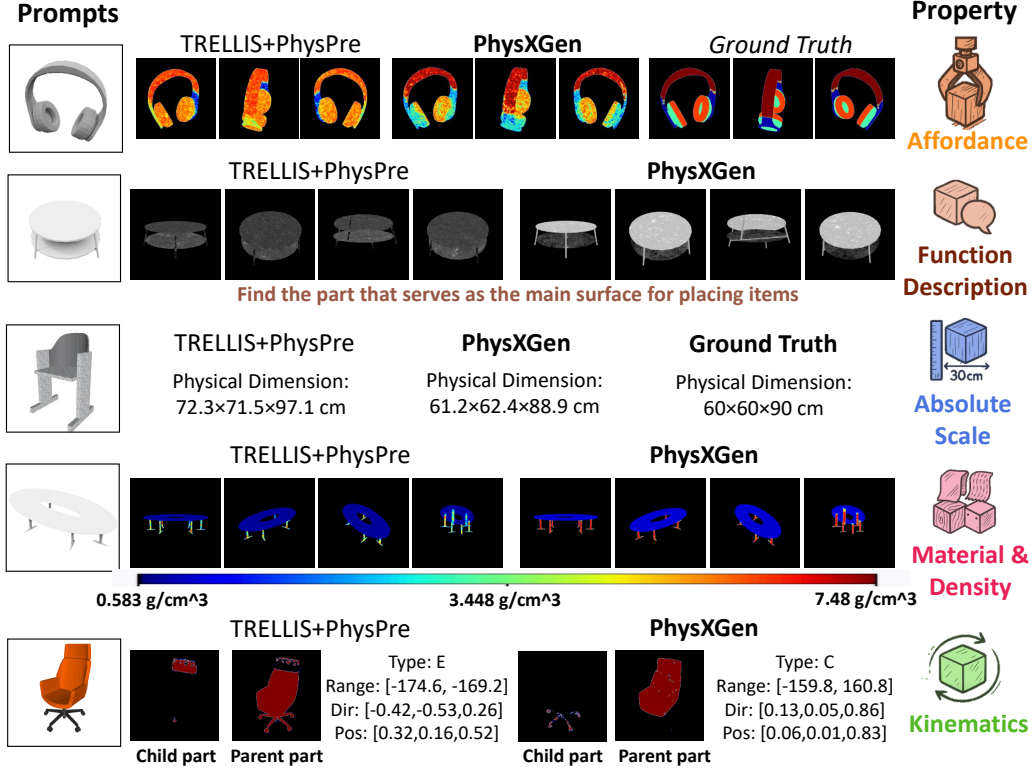 Prompts
Property
TRELLIS+PhysPre
PhysXGen
Ground Truth
Affordance
TRELLIS+PhysPre
PhysXGen
Function
Description
Find the part that serves as the main surface for placing items
TRELLIS+PhysPre
PhysXGen
Ground Truth
Physical Dimension:
72.3×71.5×97.1 cm
Physical Dimension:
61.2×62.4×88.9 cm
Physical Dimension:
60×60×90 cm
30cm
Absolute
Scale
TRELLIS+PhysPre
PhysXGen
Material &
Density
0.583 g/cm^3
3.448 g/cm^3
7.48 g/cm^3
TRELLIS+PhysPre
PhysXGen
Type: E
Range: [-174.6, -169.2]
Dir: [-0.42,-0.53,0.26]
Pos: [0.32,0.16,0.52]
Child part
Parent part
Type: C
Range: [-159.8, 160.8]
Dir: [0.13,0.05,0.86]
Pos: [0.06,0.01,0.83]
Child part
Parent part
Kinematics